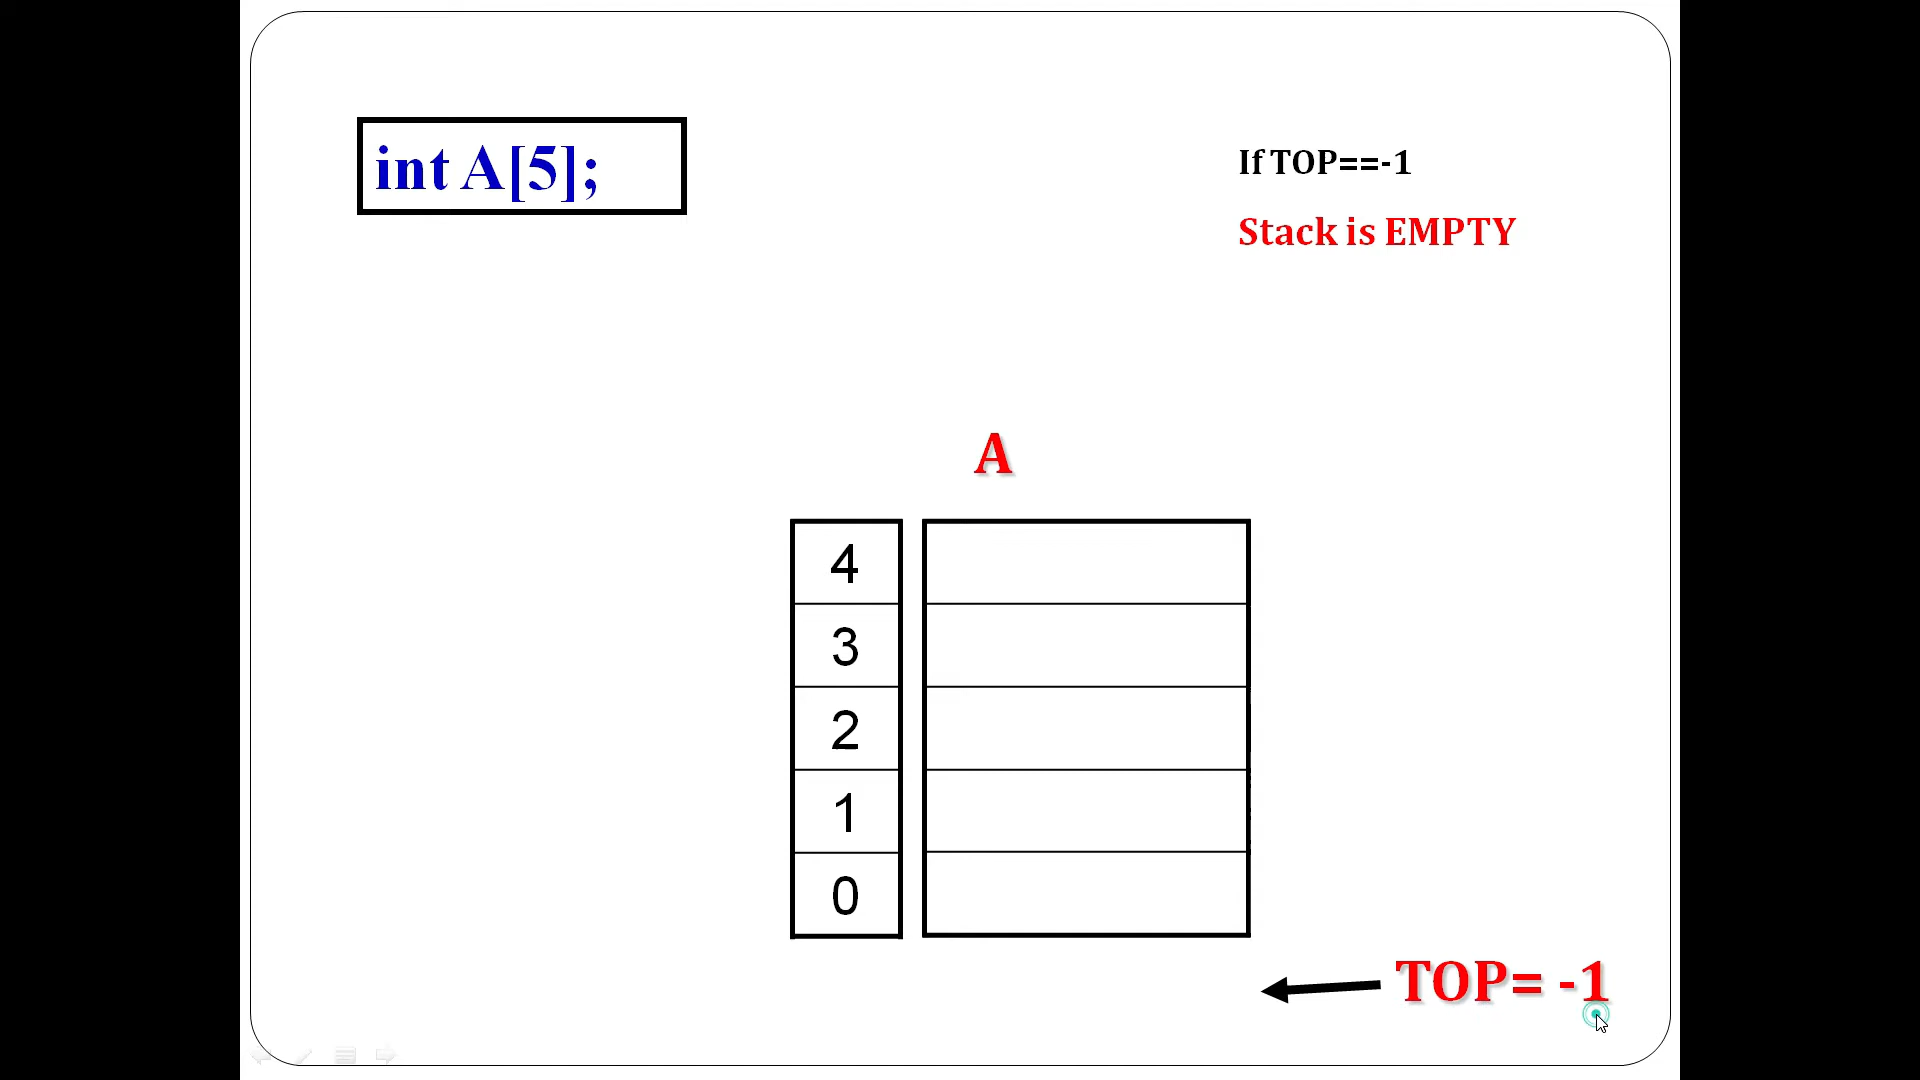 int A[5];
If TOP==-1
Stack is EMPTY
A
4
3
2
1
0
TOP= -1